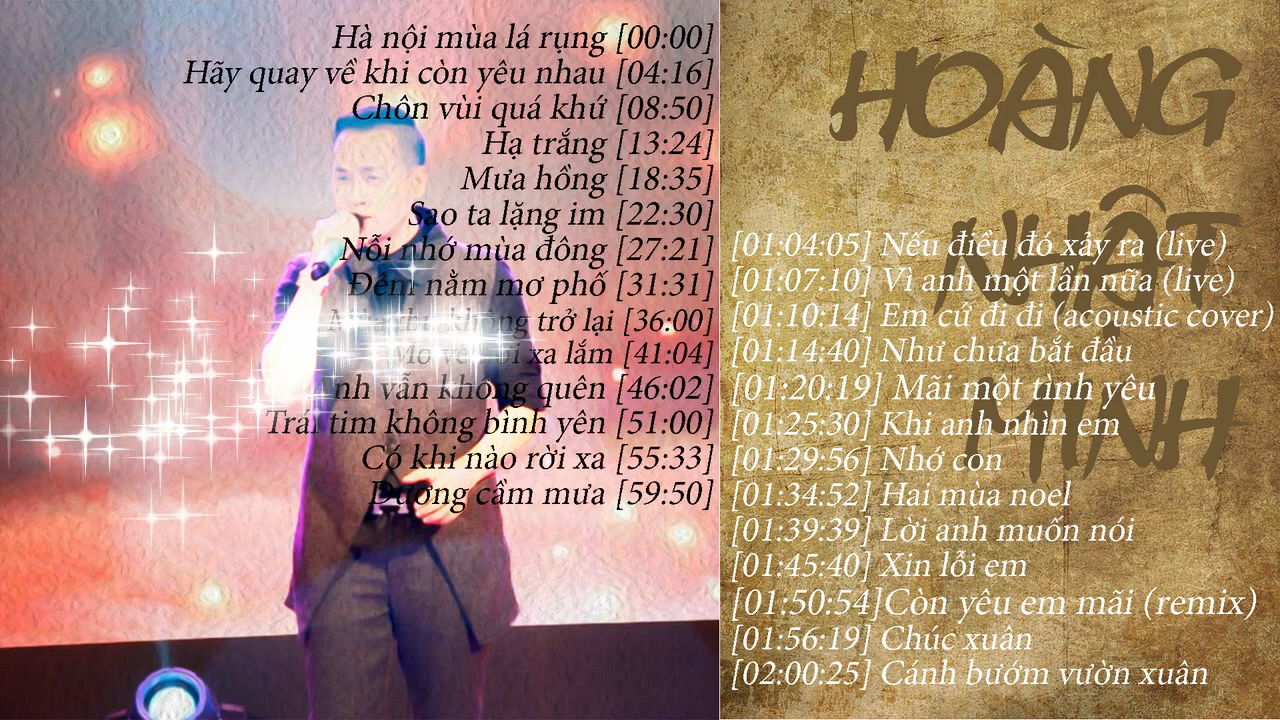 Hà nội mùa lá rụng [00:00]
Hãy quay về khi còn yêu nhau [04:16]
Chôn vùi quá khứ [08:50]
Hạ trắng [13:24]
Mưa hồng [18:35]
Sao ta lặng im [22:30]
Nỗi nhớ mùa đông [27:21]
Đêm nằm mơ phố [31:31]
không trở lại [36:00]
xa lắm [41:04]
Anh vẫn không quên [46:02]
Trái tim không bình yên [51:00]
Có khi nào rời xa [55:33]
Dương cầm mưa [59:50]
HOÀNG
NHẬT
MINH
[01:04:05] Nếu điều đó xảy ra (live)
[01:07:10] Vì anh một lần nữa (live)
[01:10:14] Em cứ đi đi (acoustic cover)
[01:14:40] Như chưa bắt đầu
[01:20:19] Mãi một tình yêu
[01:25:30] Khi anh nhìn em
[01:29:56] Nhớ con
[01:34:52] Hai mùa noel
[01:39:39] Lời anh muốn nói
[01:45:40] Xin lỗi em
[01:50:54]Còn yêu em mãi (remix)
[01:56:19] Chúc xuân
[02:00:25] Cánh bướm vườn xuân